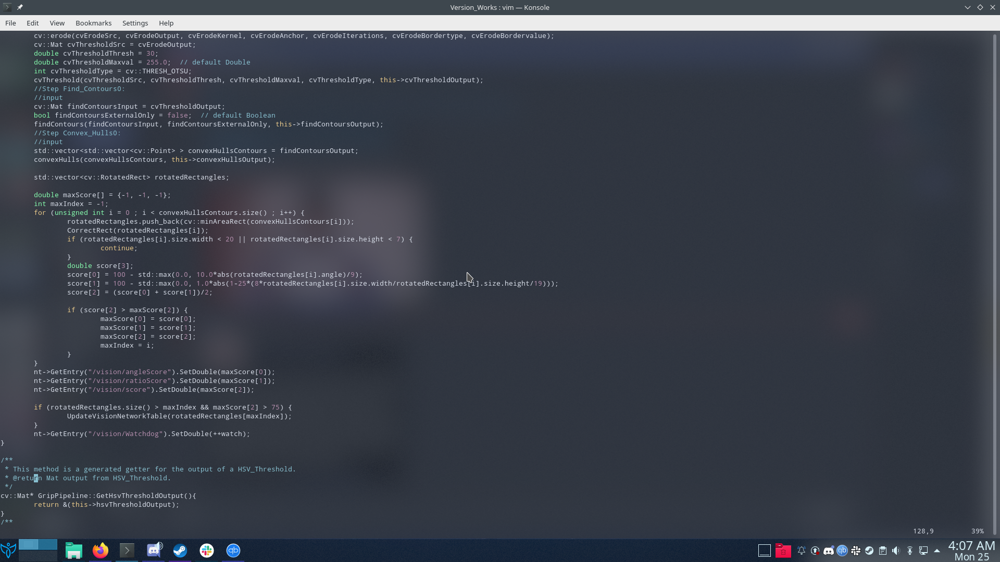 Version_Works : vim — Konsole
File Edit View Bookmarks Settings Help
cv::erode(cvErodeSrc, cvErodeOutput, cvErodeKernel, cvErodeAnchor, cvErodeIterations, cvErodeBordertype, cvErodeBordervalue);
cv::Mat cvThresholdSrc = cvErodeOutput;
double cvThresholdThresh = 30;
double cvThresholdMaxval = 255.0;  // default Double
int cvThresholdType = cv::THRESH_OTSU;
cvThreshold(cvThresholdSrc, cvThresholdThresh, cvThresholdMaxval, cvThresholdType, this->cvThresholdOutput);
//Step Find_Contours0:
//input
cv::Mat findContoursInput = cvThresholdOutput;
bool findContoursExternalOnly = false;  // default Boolean
findContours(findContoursInput, findContoursExternalOnly, this->findContoursOutput);
//Step Convex_Hulls0:
//input
std::vector<std::vector<cv::Point> > convexHullsContours = findContoursOutput;
convexHulls(convexHullsContours, this->convexHullsOutput);
std::vector<cv::RotatedRect> rotatedRectangles;
double maxScore[] = {-1, -1, -1};
int maxIndex = -1;
for (unsigned int i = 0 ; i < convexHullsContours.size() ; i++) {
rotatedRectangles.push_back(cv::minAreaRect(convexHullsContours[i]));
CorrectRect(rotatedRectangles[i]);
if (rotatedRectangles[i].size.width < 20 || rotatedRectangles[i].size.height < 7) {
continue;
}
double score[3];
score[0] = 100 - std::max(0.0, 10.0*abs(rotatedRectangles[i].angle)/9);
score[1] = 100 - std::max(0.0, 1.0*abs(1-25*(8*rotatedRectangles[i].size.width/rotatedRectangles[i].size.height/19)));
score[2] = (score[0] + score[1])/2;
if (score[2] > maxScore[2]) {
maxScore[0] = score[0];
maxScore[1] = score[1];
maxScore[2] = score[2];
maxIndex = i;
}
}
nt->GetEntry("/vision/angleScore").SetDouble(maxScore[0]);
nt->GetEntry("/vision/ratioScore").SetDouble(maxScore[1]);
nt->GetEntry("/vision/score").SetDouble(maxScore[2]);
if (rotatedRectangles.size() > maxIndex && maxScore[2] > 75) {
UpdateVisionNetworkTable(rotatedRectangles[maxIndex]);
}
nt->GetEntry("/vision/Watchdog").SetDouble(++watch);
}
/**
* This method is a generated getter for the output of a HSV_Threshold.
* @return Mat output from HSV_Threshold.
*/
cv::Mat* GripPipeline::GetHsvThresholdOutput(){
return &(this->hsvThresholdOutput);
}
/**
128,9 39%
qb qb 4:07 AM
Mon 25